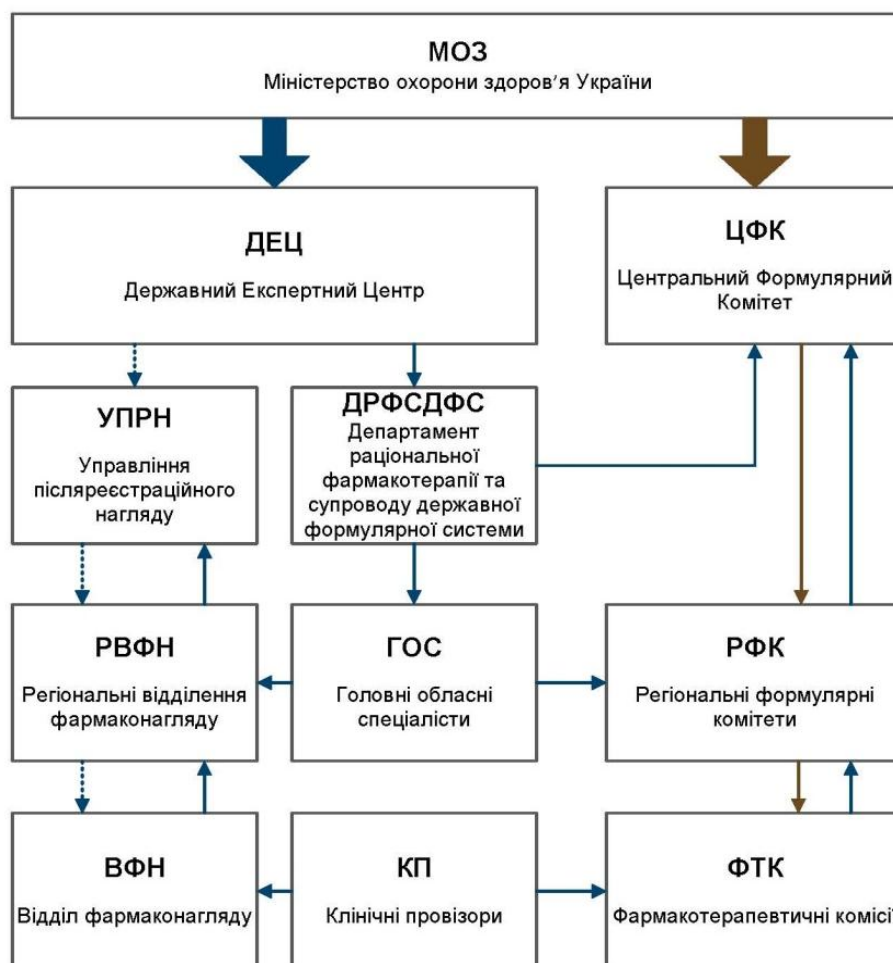 МОЗ
Міністерство охорони здоров'я України
ДЕЦ
Державний Експертний Центр
ЦФК
Центральний Формулярний
Комітет
УПРН
Управління
післяреєстраційного
нагляду
ДРФСДФС
Департамент
раціональної
фармакотерапії та
супроводу державної
формулярної системи
РВФН
Регіональні відділення
фармаконагляду
ГОС
Головні обласні
спеціалісти
РФК
Регіональні формулярні
комітети
ВФН
Відділ фармаконагляду
КП
Клінічні провізори
ФТК
Фармакотерапевтичні комісії